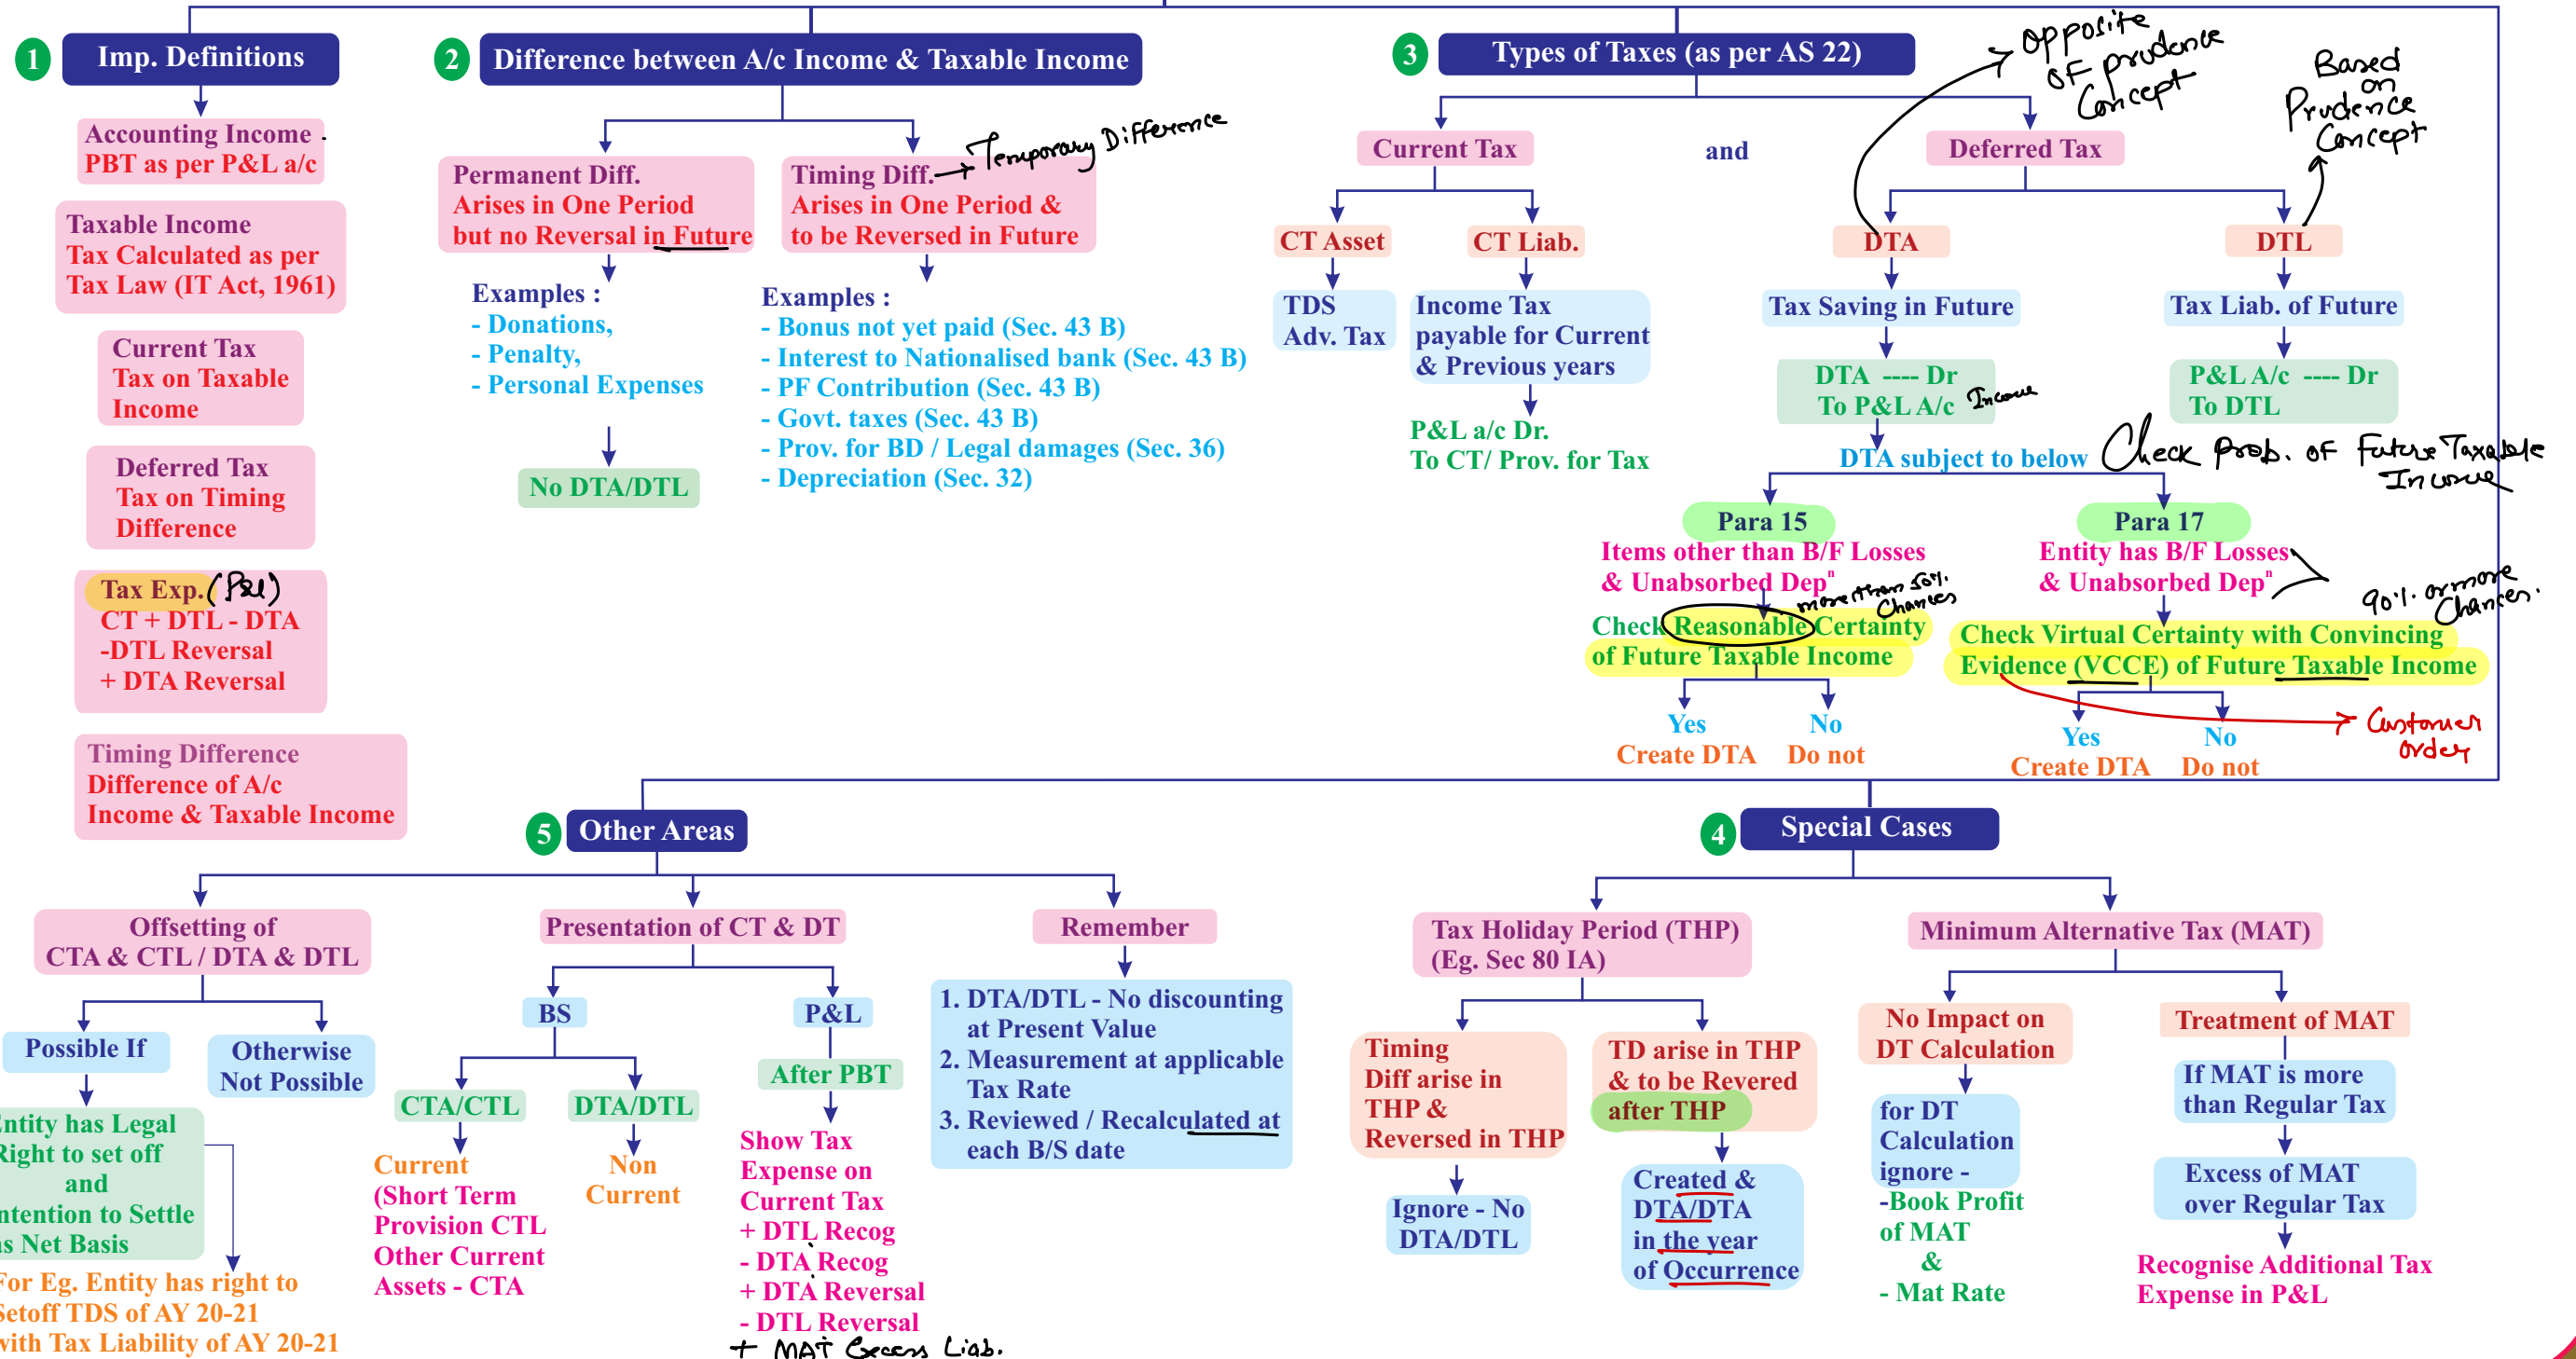 1
Imp. Definitions
Accounting Income
PBT as per P&L a/c
Taxable Income
Tax Calculated as per
Tax Law (IT Act, 1961)
Current Tax
Tax on Taxable
Income
Deferred Tax
Tax on Timing
Difference
Tax Exp. (P&L)
CT + DTL - DTA
-DTL Reversal
+ DTA Reversal
Timing Difference
Difference of A/c
Income & Taxable Income
2
Difference between A/c Income & Taxable Income
Permanent Diff.
Arises in One Period
but no Reversal in Future
Examples :
- Donations,
- Penalty,
- Personal Expenses
No DTA/DTL
Timing Diff. → Temporary Difference
Arises in One Period &
to be Reversed in Future
Examples :
- Bonus not yet paid (Sec. 43 B)
- Interest to Nationalised bank (Sec. 43 B)
- PF Contribution (Sec. 43 B)
- Govt. taxes (Sec. 43 B)
- Prov. for BD / Legal damages (Sec. 36)
- Depreciation (Sec. 32)
3
Types of Taxes (as per AS 22)
Current Tax
and
Deferred Tax
CT Asset
TDS
Adv. Tax
CT Liab.
Income Tax
payable for Current
& Previous years
P&L a/c Dr.
To CT/ Prov. for Tax
opposite
of prudence
Concept
DTA
Tax Saving in Future
DTA ---- Dr
To P&L A/c Income
Based
on
Prudence
Concept
DTL
Tax Liab. of Future
P&L A/c ---- Dr
To DTL
DTA subject to below
Check Prob. of Future Taxable
Income
Para 15
Items other than B/F Losses
& Unabsorbed Depⁿ
more than 50%
Chances
Check Reasonable Certainty
of Future Taxable Income
Yes
Create DTA
No
Do not
Para 17
Entity has B/F Losses
& Unabsorbed Depⁿ
90% or more
Chances.
Check Virtual Certainty with Convincing
Evidence (VCCE) of Future Taxable Income
Customer
order
Yes
Create DTA
No
Do not
5
Other Areas
Offsetting of
CTA & CTL / DTA & DTL
Possible If
Otherwise
Not Possible
Entity has Legal
Right to set off
and
ntention to Settle
as Net Basis
For Eg. Entity has right to
Setoff TDS of AY 20-21
with Tax Liability of AY 20-21
Presentation of CT & DT
BS
CTA/CTL
Current
(Short Term
Provision CTL
Other Current
Assets - CTA
DTA/DTL
Non
Current
P&L
After PBT
Show Tax
Expense on
Current Tax
+ DTL Recog
- DTA Recog
+ DTA Reversal
- DTL Reversal
+ MAT Excess Liab.
Remember
1. DTA/DTL - No discounting
at Present Value
2. Measurement at applicable
Tax Rate
3. Reviewed / Recalculated at
each B/S date
4
Special Cases
Tax Holiday Period (THP)
(Eg. Sec 80 IA)
Timing
Diff arise in
THP &
Reversed in THP
Ignore - No
DTA/DTL
TD arise in THP
& to be Revered
after THP
Created &
DTA/DTA
in the year
of Occurrence
Minimum Alternative Tax (MAT)
No Impact on
DT Calculation
for DT
Calculation
ignore -
-Book Profit
of MAT
&
- Mat Rate
Treatment of MAT
If MAT is more
than Regular Tax
Excess of MAT
over Regular Tax
Recognise Additional Tax
Expense in P&L